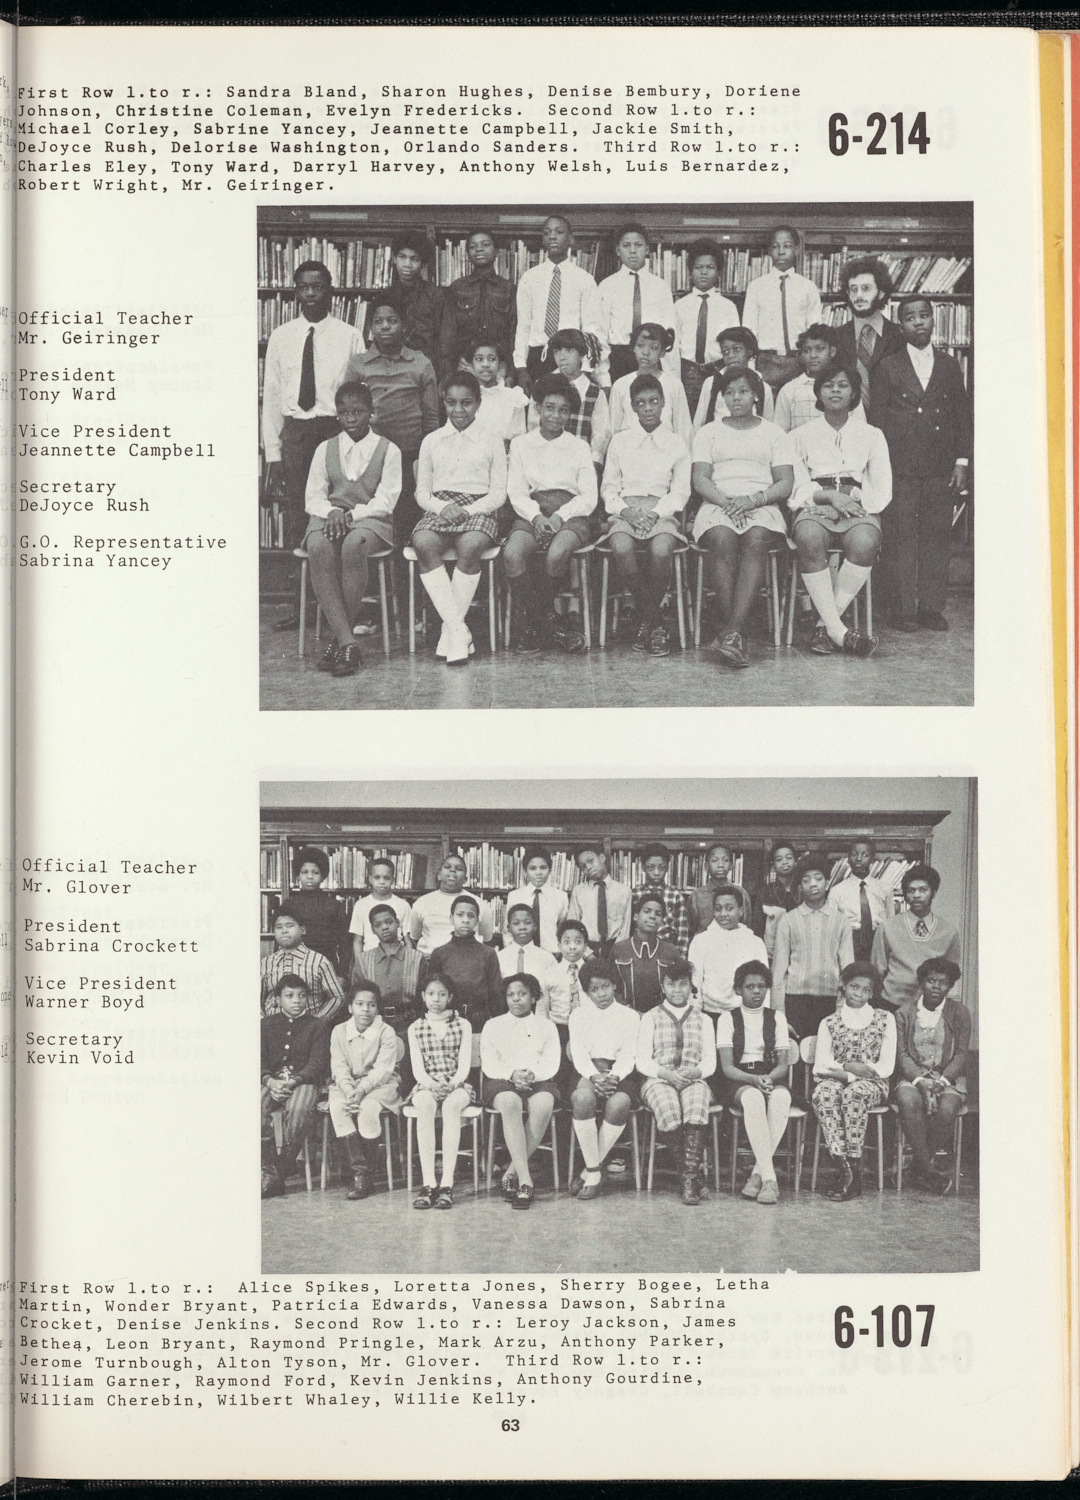 First Row l.to r.: Sandra Bland, Sharon Hughes, Denise Bembury, Doriene
Johnson, Christine Coleman, Evelyn Fredericks. Second Row l.to r.:
Michael Corley, Sabrine Yancey, Jeannette Campbell, Jackie Smith,
DeJoyce Rush, Delorise Washington, Orlando Sanders. Third Row l.to r.:
Charles Eley, Tony Ward, Darryl Harvey, Anthony Welsh, Luis Bernardez,
Robert Wright, Mr. Geiringer.
6-214
Official Teacher
Mr. Geiringer
President
Tony Ward
Vice President
Jeannette Campbell
Secretary
DeJoyce Rush
G.O. Representative
Sabrina Yancey
Official Teacher
Mr. Glover
President
Sabrina Crockett
Vice President
Warner Boyd
Secretary
Kevin Void
First Row l.to r.: Alice Spikes, Loretta Jones, Sherry Bogee, Letha
Martin, Wonder Bryant, Patricia Edwards, Vanessa Dawson, Sabrina
Crocket, Denise Jenkins. Second Row l.to r.: Leroy Jackson, James
Bethea, Leon Bryant, Raymond Pringle, Mark Arzu, Anthony Parker,
Jerome Turnbough, Alton Tyson, Mr. Glover. Third Row l.to r.:
William Garner, Raymond Ford, Kevin Jenkins, Anthony Gourdine,
William Cherebin, Wilbert Whaley, Willie Kelly.
6-107
63